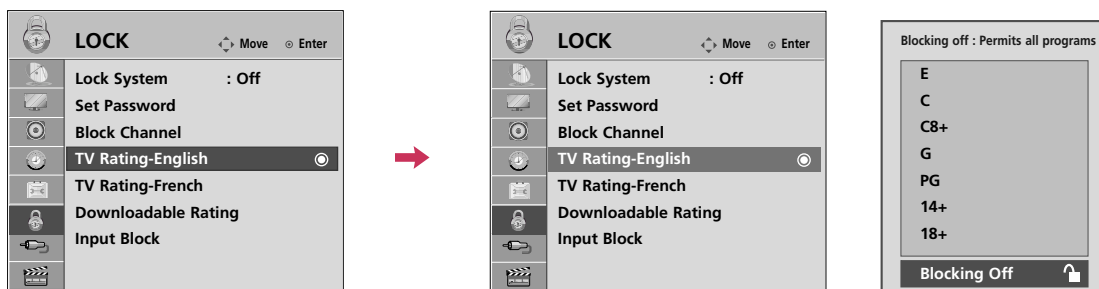 LOCK
Move Enter
Lock System : Off
Set Password
Block Channel
TV Rating-English
TV Rating-French
Downloadable Rating
Input Block
LOCK
Move Enter
Lock System : Off
Set Password
Block Channel
TV Rating-English
TV Rating-French
Downloadable Rating
Input Block
Blocking off : Permits all programs
E
C
C8+
G
PG
14+
18+
Blocking Off